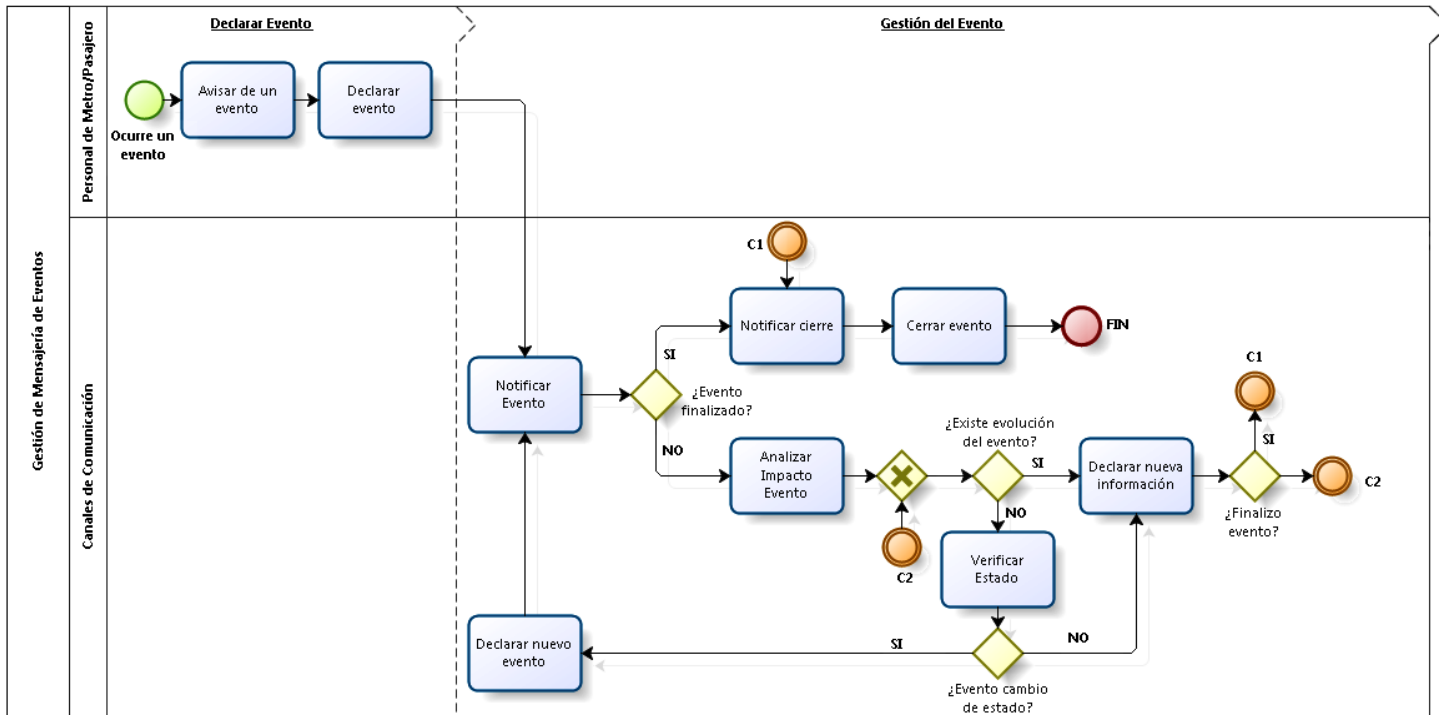 Declarar Evento
Gestión del Evento
Gestión de Mensajería de Eventos
Personal de Metro/Pasajero
Ocurre un
evento
Avisar de un
evento
Declarar
evento
Canales de Comunicación
C1
Notificar cierre
Cerrar evento
FIN
Notificar
Evento
SI
¿Evento
finalizado?
NO
Analizar
Impacto
Evento
C2
¿Existe evolución
del evento?
SI
NO
Declarar nueva
información
C1
SI
C2
¿Finalizo
evento?
Verificar
Estado
¿Evento cambio
de estado?
NO
SI
Declarar nuevo
evento